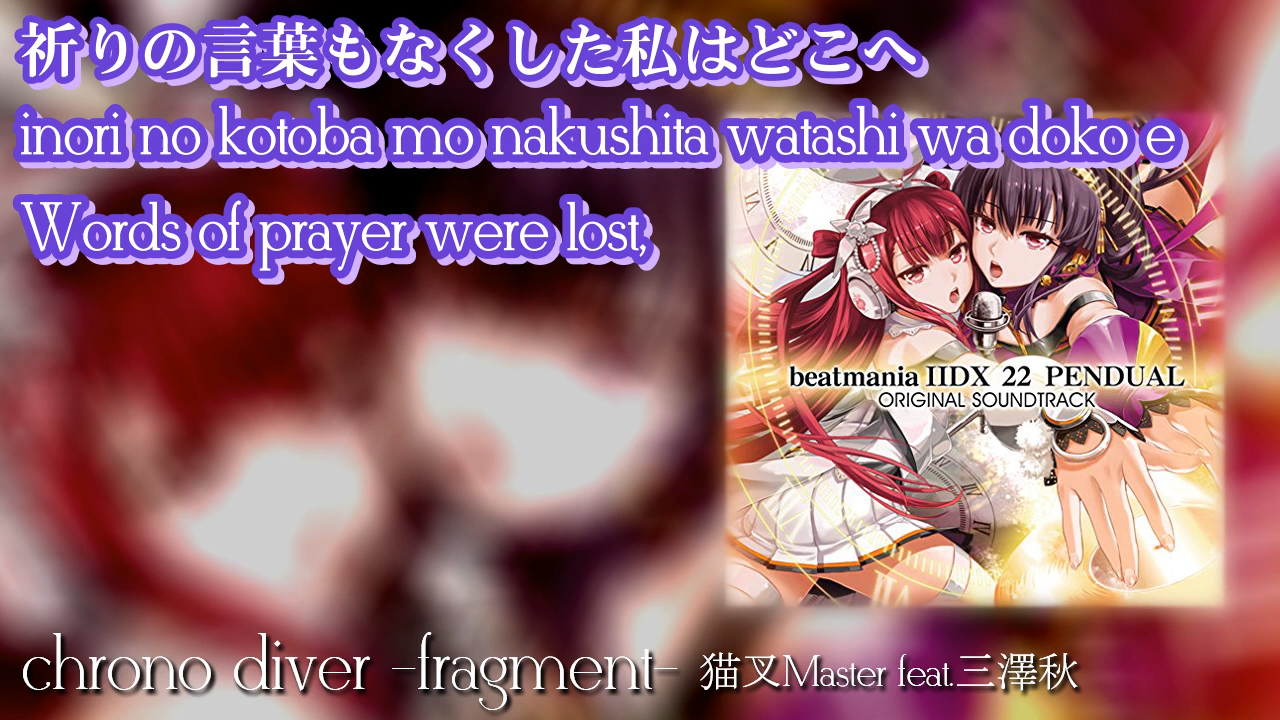 祈りの言葉もなくした私はどこへ
inori no kotoba mo nakushita watashi wa doko e
Words of prayer were lost,
beatmania IIDX 22 PENDUAL
ORIGINAL SOUNDTRACK
chrono diver -fragment- 猫叉Master feat.三澤秋